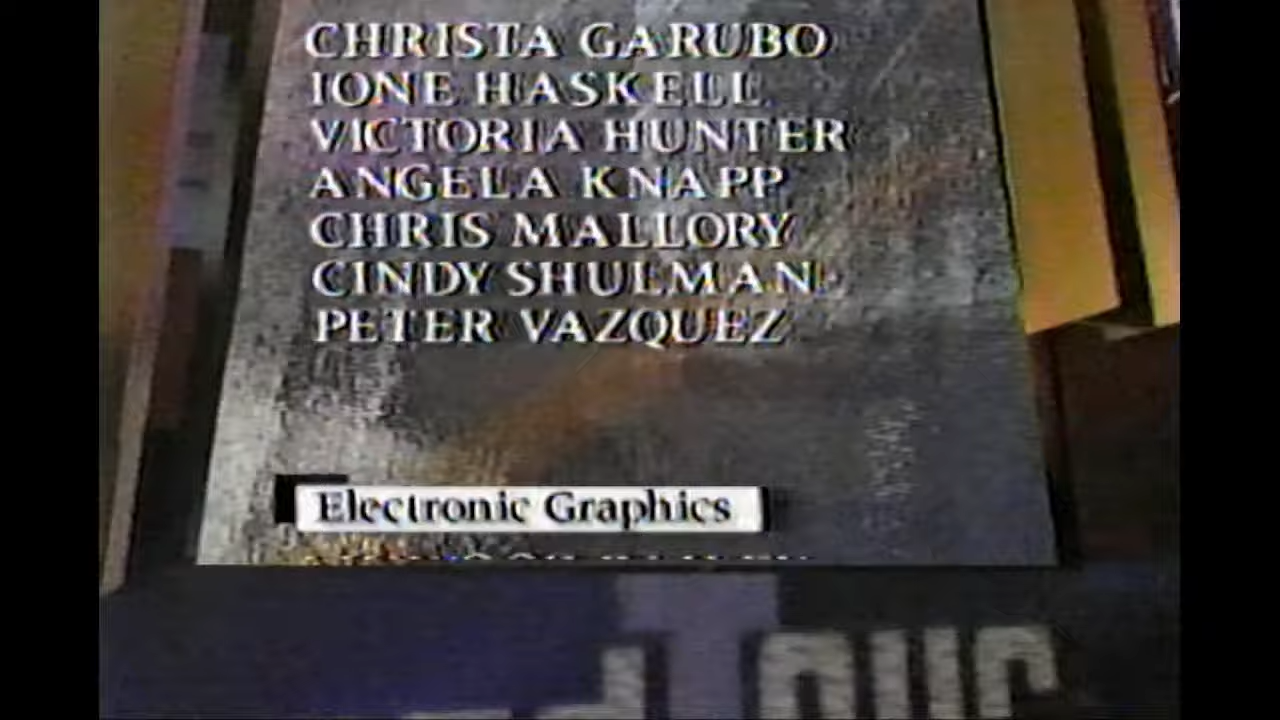 CHRISTA GARUBO
IONE HASKELL
VICTORIA HUNTER
ANGELA KNAPP
CHRIS MALLORY
CINDY SHULMAN
PETER VAZQUEZ
Electronic Graphics